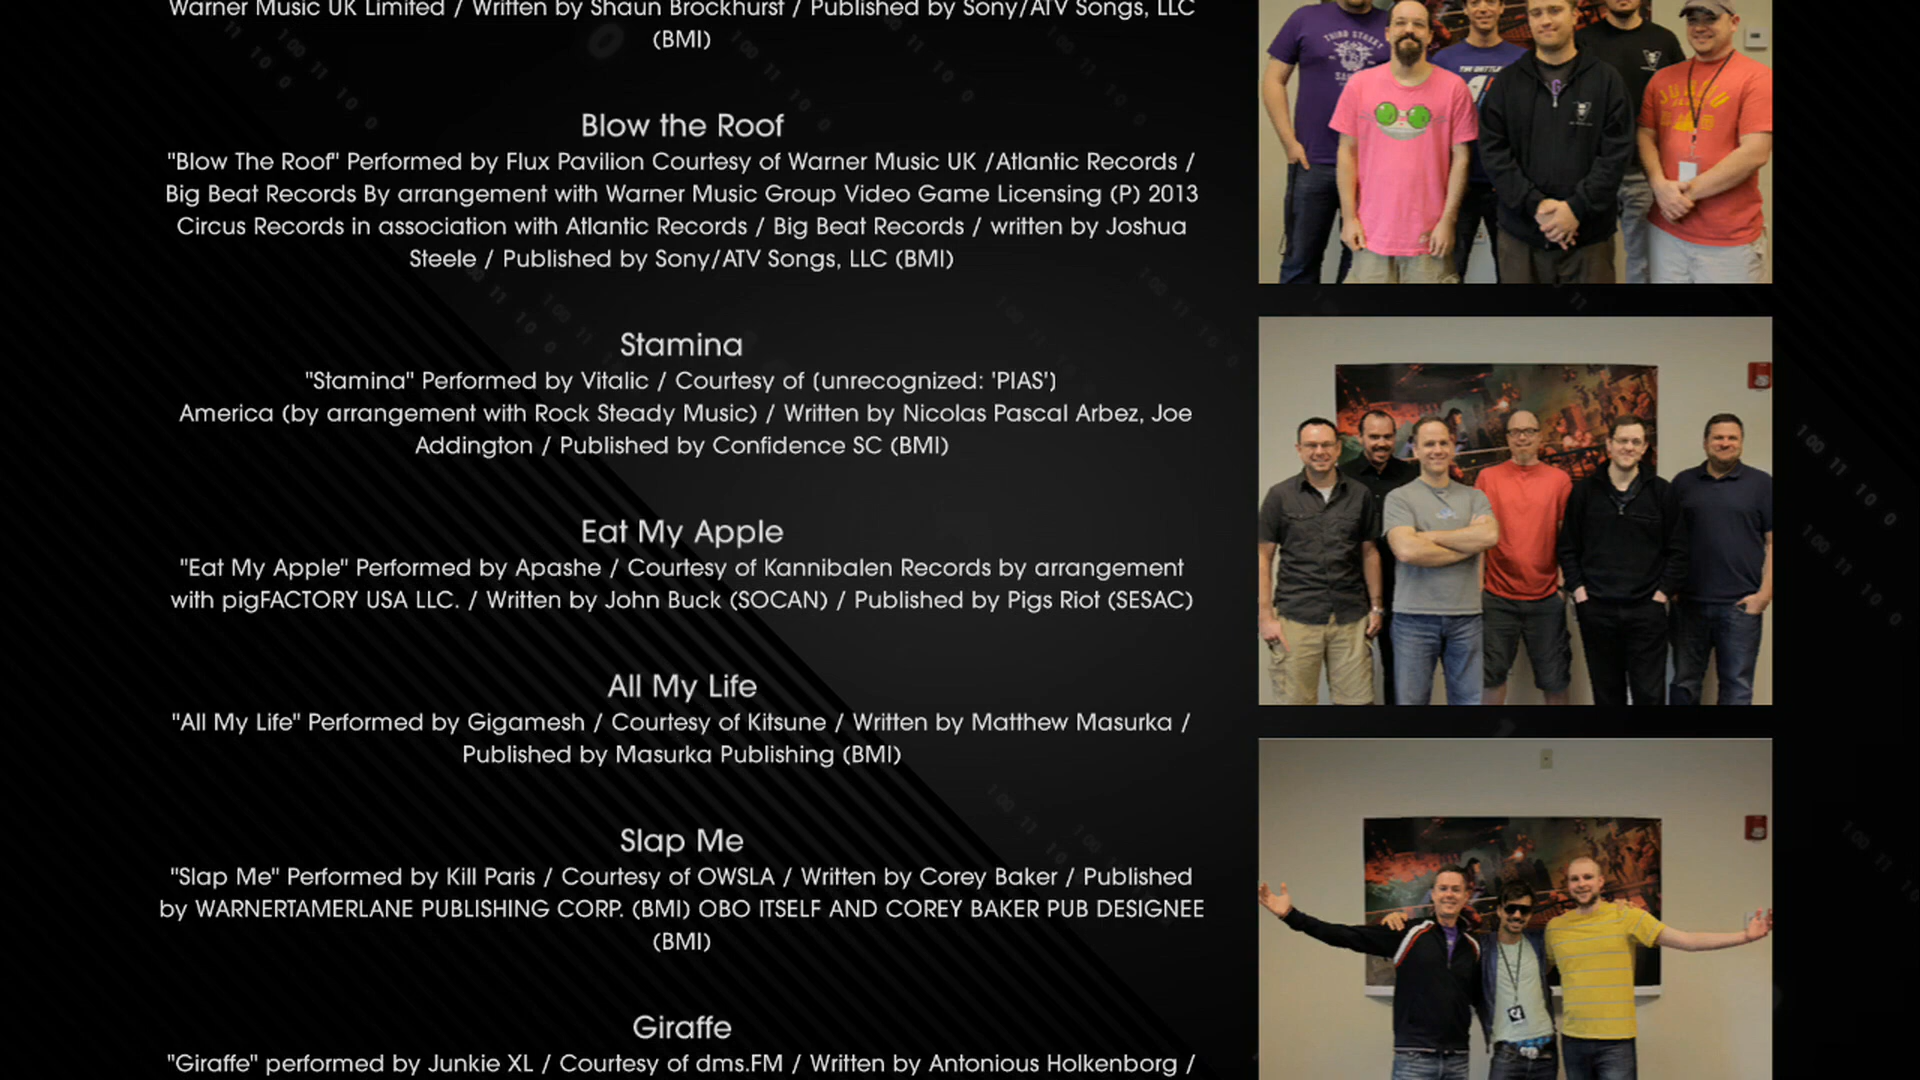 Warner Music UK Limited / Written by Shaun Brockhurst / Published by Sony/ATV Songs, LLC
(BMI)
Blow the Roof
"Blow The Roof" Performed by Flux Pavilion Courtesy of Warner Music UK /Atlantic Records /
Big Beat Records By arrangement with Warner Music Group Video Game Licensing (P) 2013
Circus Records in association with Atlantic Records / Big Beat Records / written by Joshua
Steele / Published by Sony/ATV Songs, LLC (BMI)
Stamina
"Stamina" Performed by Vitalic / Courtesy of (unrecognized: 'PIAS')
America (by arrangement with Rock Steady Music) / Written by Nicolas Pascal Arbez, Joe
Addington / Published by Confidence SC (BMI)
Eat My Apple
"Eat My Apple" Performed by Apashe / Courtesy of Kannibalen Records by arrangement
with pigFACTORY USA LLC. / Written by John Buck (SOCAN) / Published by Pigs Riot (SESAC)
All My Life
"All My Life" Performed by Gigamesh / Courtesy of Kitsune / Written by Matthew Masurka /
Published by Masurka Publishing (BMI)
Slap Me
"Slap Me" Performed by Kill Paris / Courtesy of OWSLA / Written by Corey Baker / Published
by WARNERTAMERLANE PUBLISHING CORP. (BMI) OBO ITSELF AND COREY BAKER PUB DESIGNEE
(BMI)
Giraffe
"Giraffe" performed by Junkie XL / Courtesy of dms.FM / Written by Antonious Holkenborg /
THIRD STREET